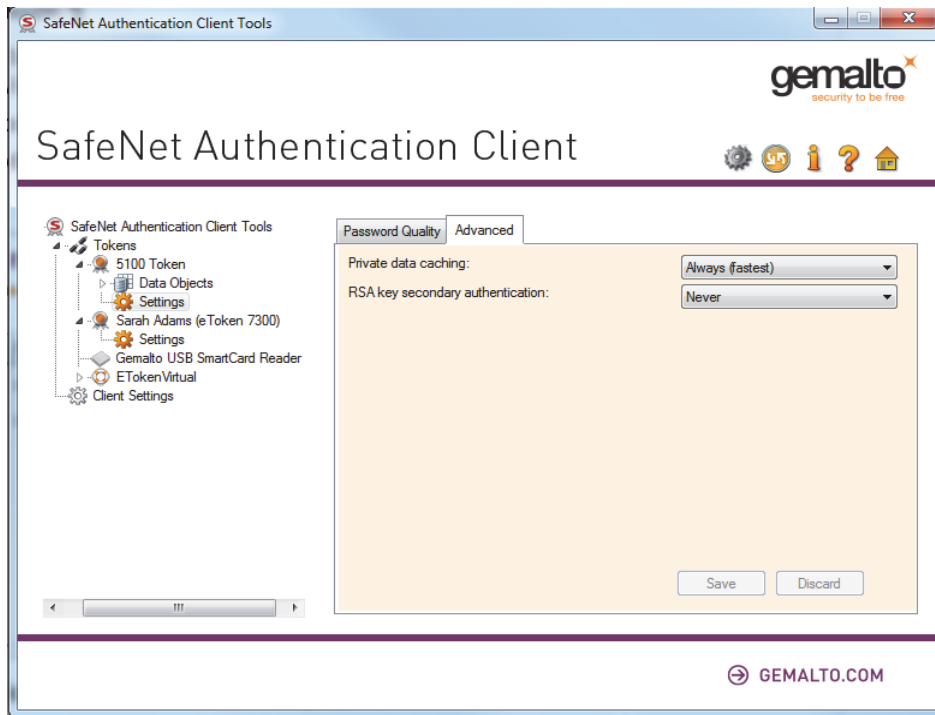 SafeNet Authentication Client Tools
gemalto
security to be free
SafeNet Authentication Client
SafeNet Authentication Client Tools
Tokens
5100 Token
Data Objects
Settings
Sarah Adams (eToken 7300)
Settings
Gemalto USB SmartCard Reader
ETokenVirtual
Client Settings
Password Quality Advanced
Private data caching: Always (fastest)
RSA key secondary authentication: Never
Save Discard
GEMALTO.COM